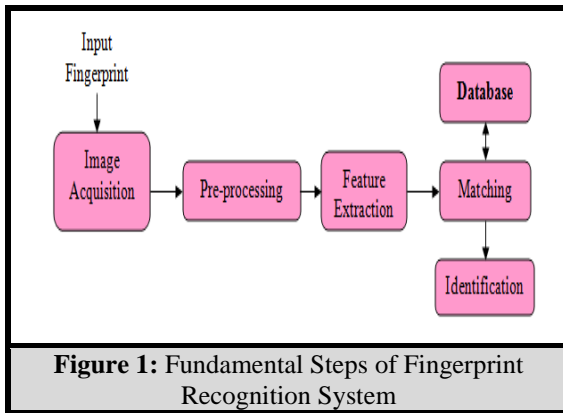 Input
Fingerprint
Database
Image
Acquisition
Pre-processing
Feature
Extraction
Matching
Identification
Figure 1: Fundamental Steps of Fingerprint
Recognition System